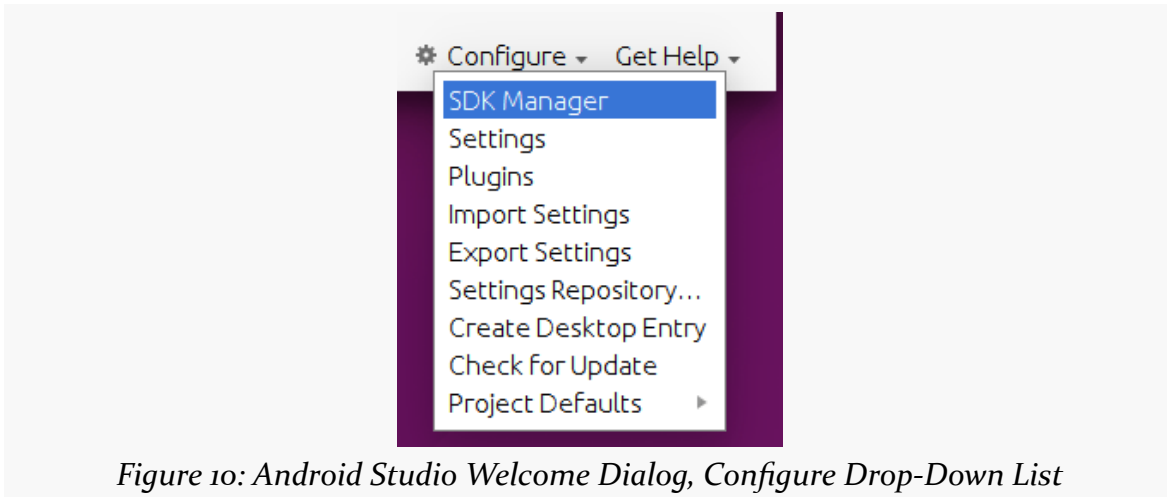 Configure Get Help
SDK Manager
Settings
Plugins
Import Settings
Export Settings
Settings Repository...
Create Desktop Entry
Check for Update
Project Defaults
Figure 10: Android Studio Welcome Dialog, Configure Drop-Down List